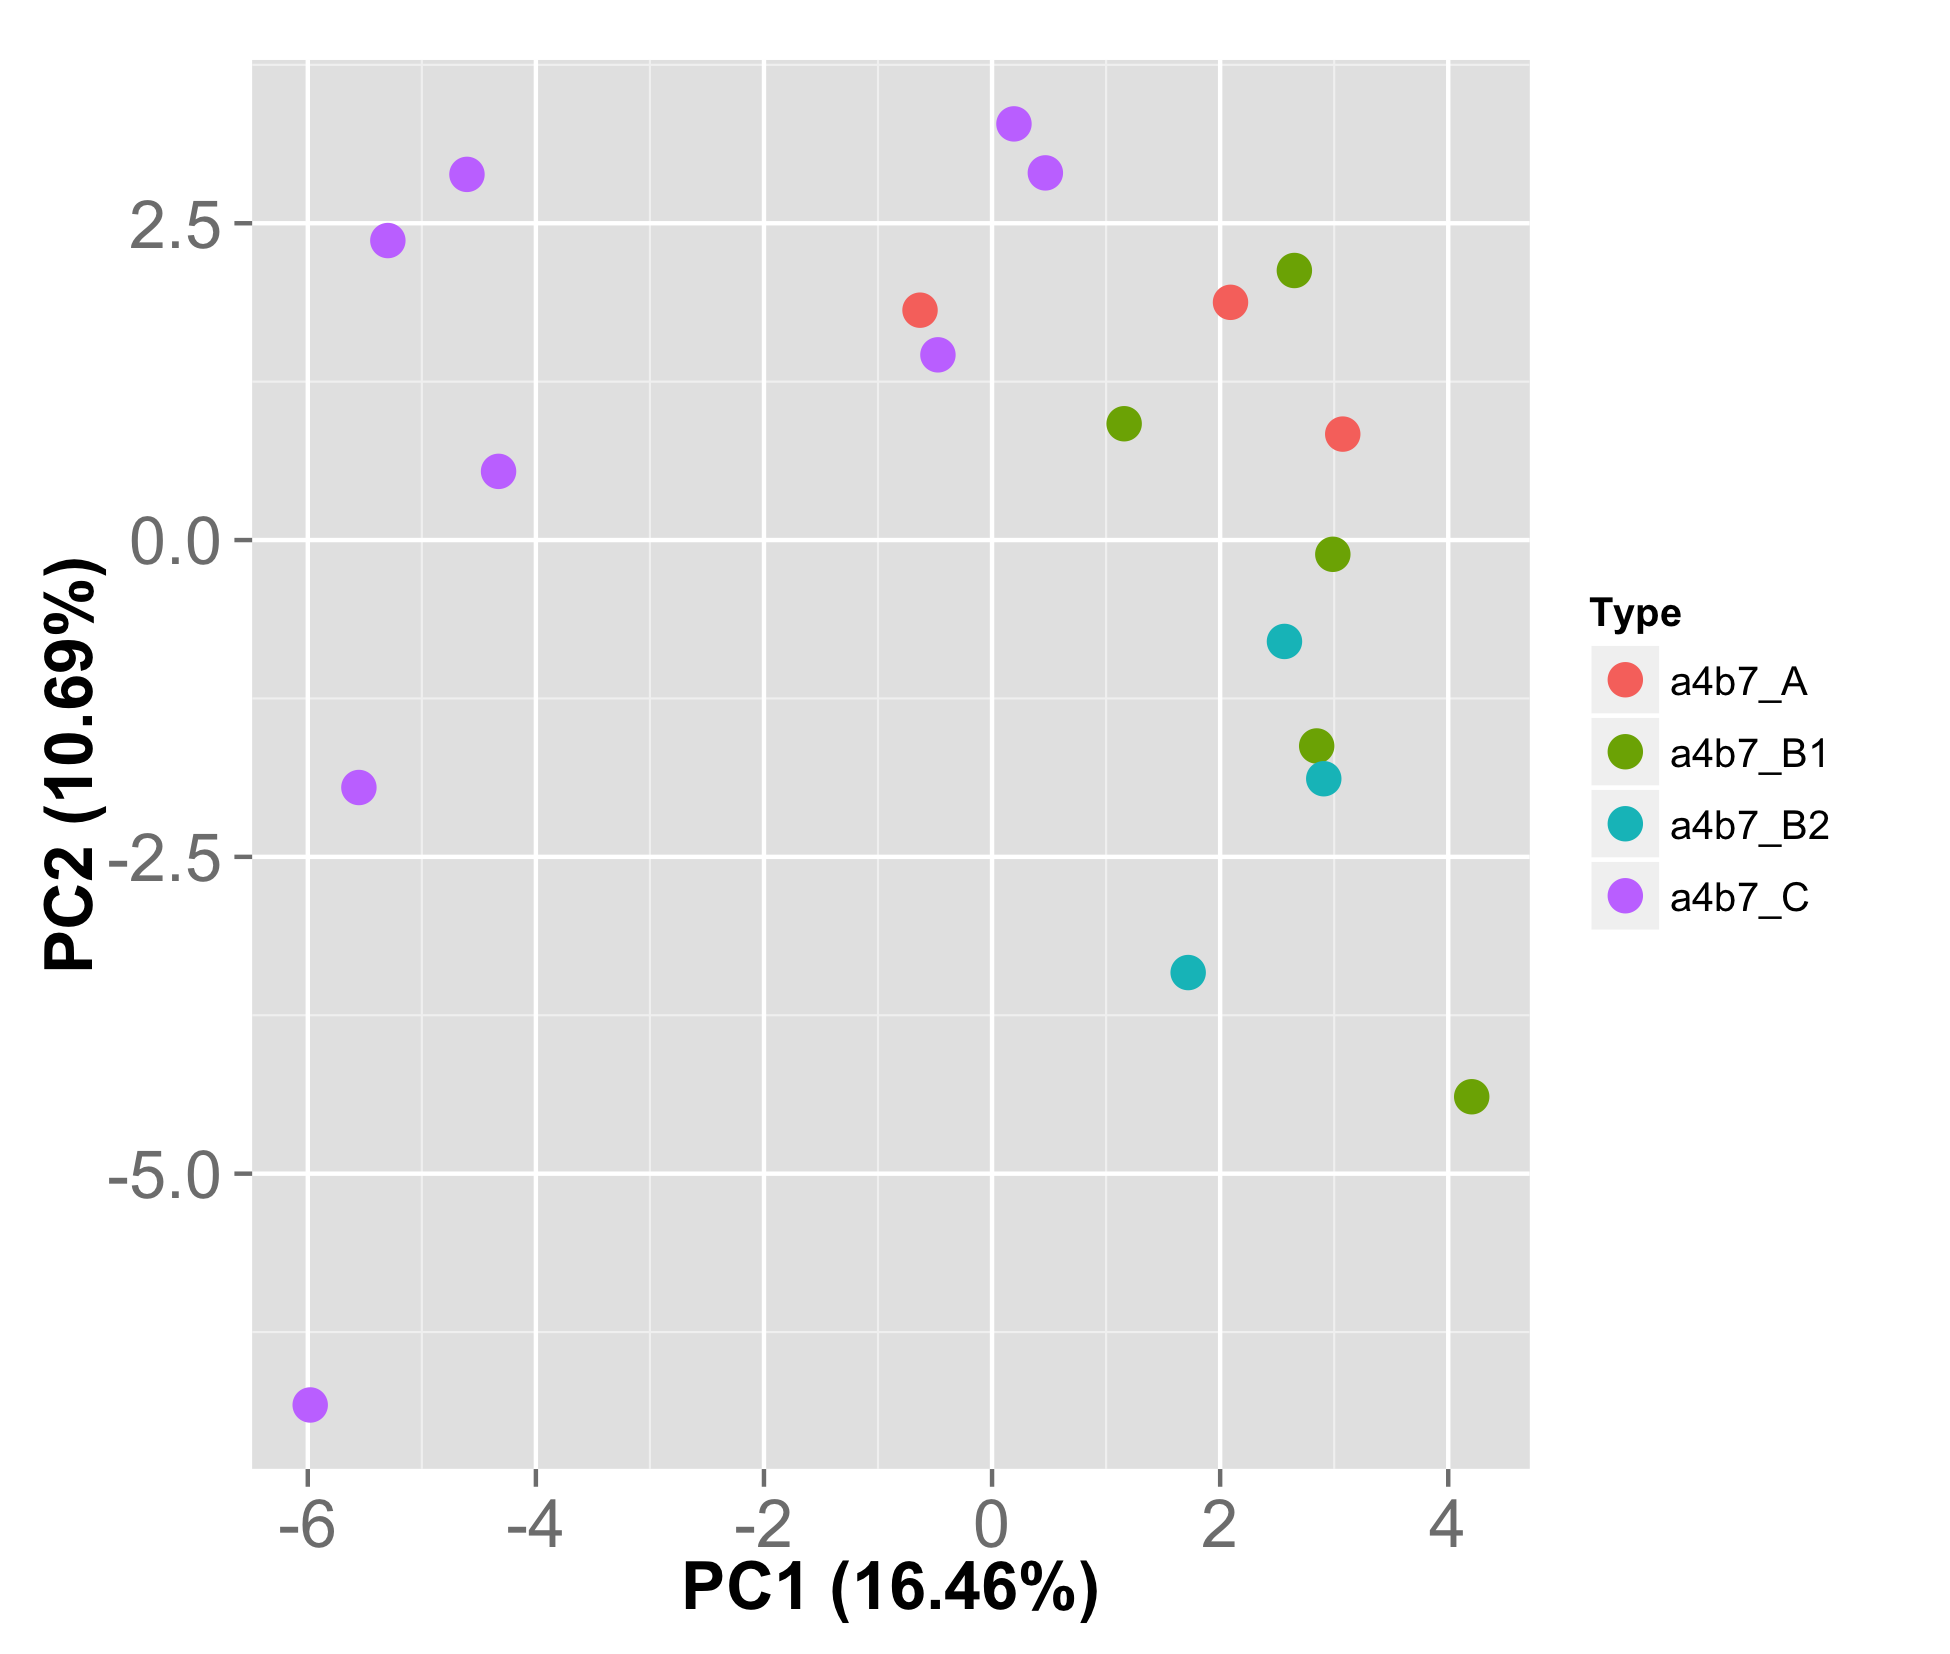 2.5
0.0
-2.5
-5.0
PC2 (10.69%)
-6 -4 -2 0 2 4
PC1 (16.46%)
Type
a4b7_A
a4b7_B1
a4b7_B2
a4b7_C